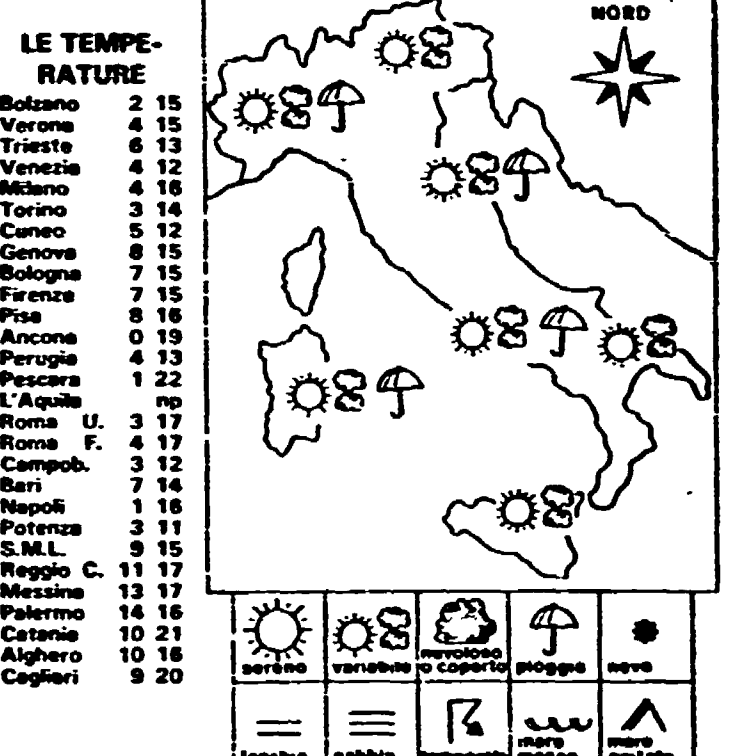 LE TEMPE-
RATURE
Bolzano 2 15
Verona 4 15
Trieste 6 13
Venezia 4 12
Milano 4 16
Torino 3 14
Cuneo 5 12
Genova 8 15
Bologna 7 15
Firenze 7 15
Pisa 8 16
Ancona 0 19
Perugia 4 13
Pescara 1 22
L'Aquila np
Roma U. 3 17
Roma F. 4 17
Campob. 3 12
Bari 7 14
Napoli 1 16
Potenza 3 11
S.M.L. 9 15
Reggio C. 11 17
Messina 13 17
Palermo 14 16
Catania 10 21
Alghero 10 16
Cagliari 9 20
NORD
sereno variabile nuvoloso o coperto pioggia neve
mare mare